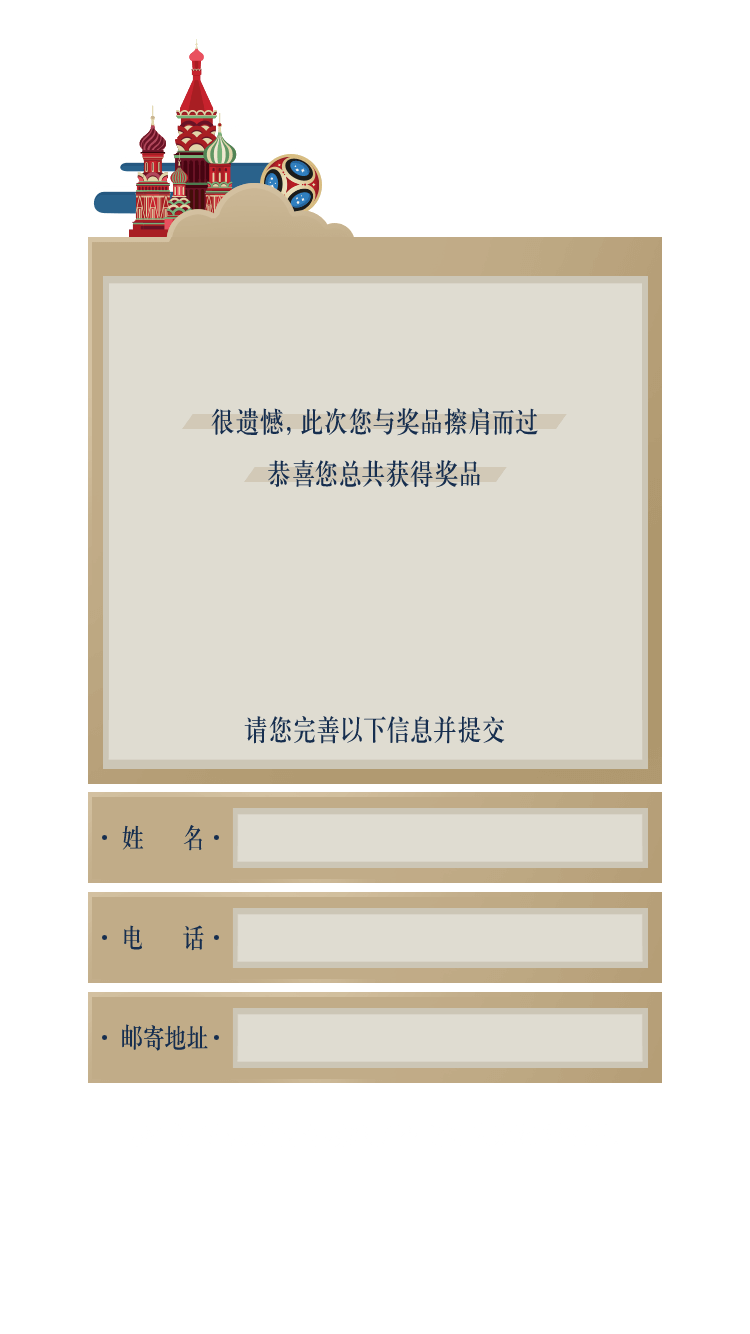 很遗憾，此次您与奖品擦肩而过
恭喜您总共获得奖品
请您完善以下信息并提交
·姓 名·
·电 话·
·邮寄地址·